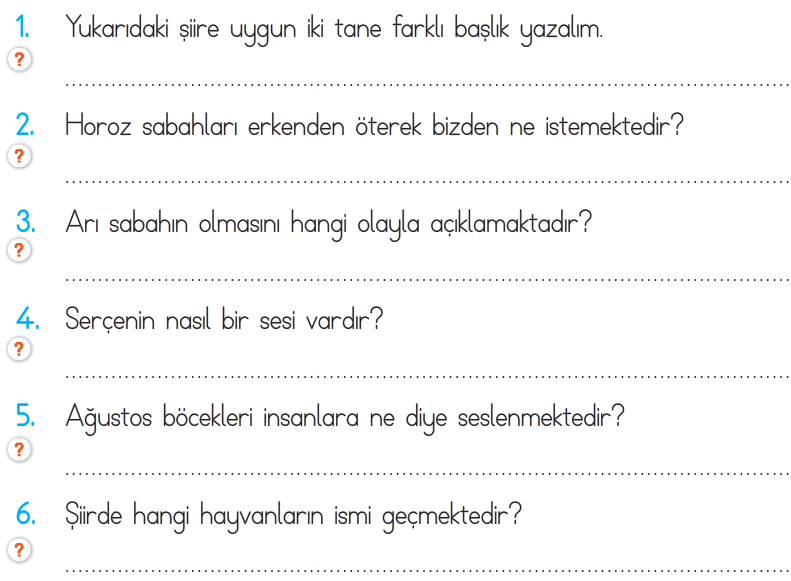 1. Yukarıdaki şiire uygun iki tane farklı başlık yazalım.
?
2. Horoz sabahları erkenden öterek bizden ne istemektedir?
?
3. Arı sabahın olmasını hangi olayla açıklamaktadır?
?
4. Serçenin nasıl bir sesi vardır?
?
5. Ağustos böcekleri insanlara ne diye seslenmektedir?
?
6. Şiirde hangi hayvanların ismi geçmektedir?
?